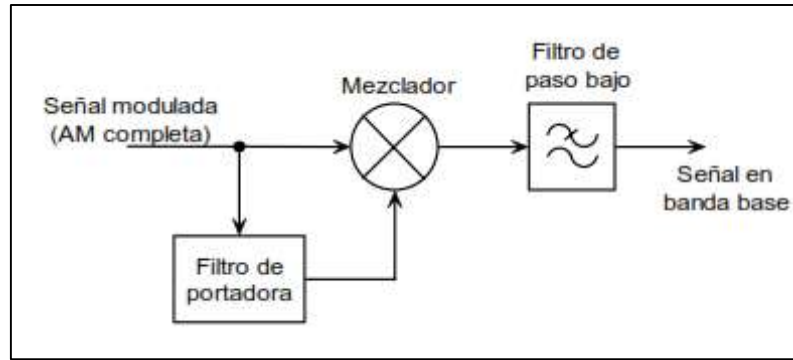 Señal modulada
(AM completa)
Mezclador
Filtro de
paso bajo
Señal en
banda base
Filtro de
portadora